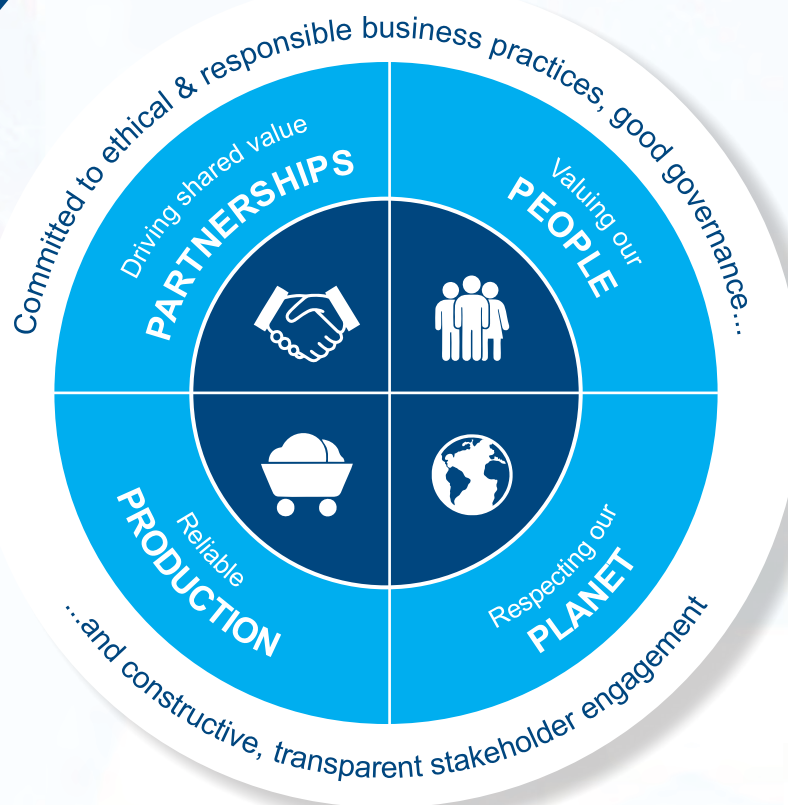 Committed to ethical & responsible business practices, good governance...
Driving shared value
PARTNERSHIPS
Valuing our
PEOPLE
Reliable
PRODUCTION
Respecting our
PLANET
...and constructive, transparent stakeholder engagement